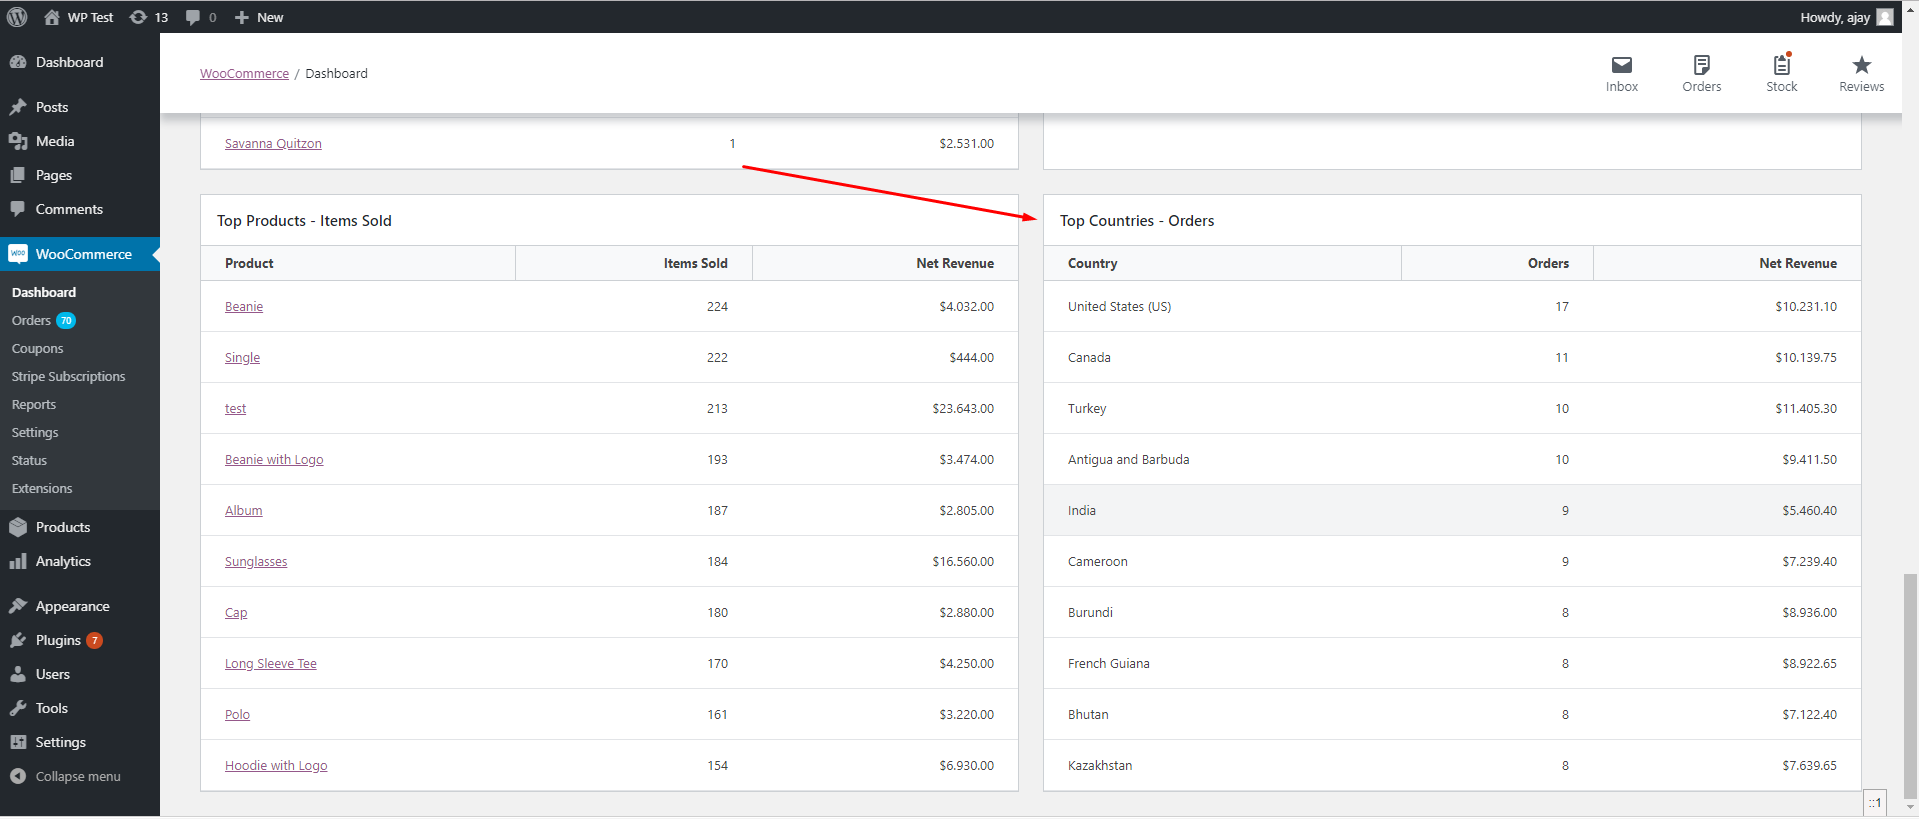 WP Test 13 0 New Howdy, ajay
Dashboard
Posts
Media
Pages
Comments
woo WooCommerce
Dashboard
Orders 70
Coupons
Stripe Subscriptions
Reports
Settings
Status
Extensions
Products
Analytics
Appearance
Plugins 7
Users
Tools
Settings
Collapse menu
WooCommerce / Dashboard
Inbox Orders Stock Reviews
Savanna Quitzon 1 $2.531.00
Top Products - Items Sold
Product Items Sold Net Revenue
Beanie 224 $4.032.00
Single 222 $444.00
test 213 $23.643.00
Beanie with Logo 193 $3.474.00
Album 187 $2.805.00
Sunglasses 184 $16.560.00
Cap 180 $2.880.00
Long Sleeve Tee 170 $4.250.00
Polo 161 $3.220.00
Hoodie with Logo 154 $6.930.00
Top Countries - Orders
Country Orders Net Revenue
United States (US) 17 $10.231.10
Canada 11 $10.139.75
Turkey 10 $11.405.30
Antigua and Barbuda 10 $9.411.50
India 9 $5.460.40
Cameroon 9 $7.239.40
Burundi 8 $8.936.00
French Guiana 8 $8.922.65
Bhutan 8 $7.122.40
Kazakhstan 8 $7.639.65
::1